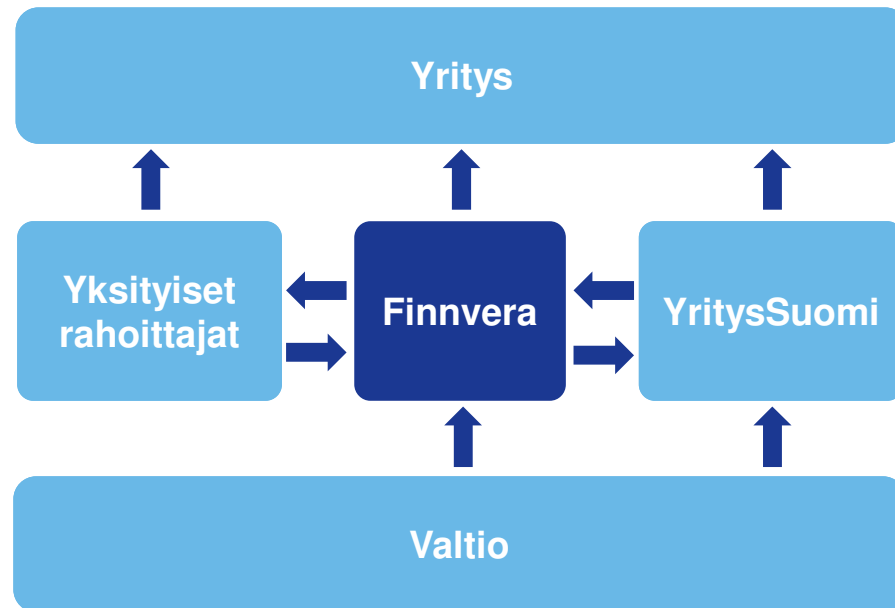 Yritys
Yksityiset
rahoittajat
Finnvera
YritysSuomi
Valtio